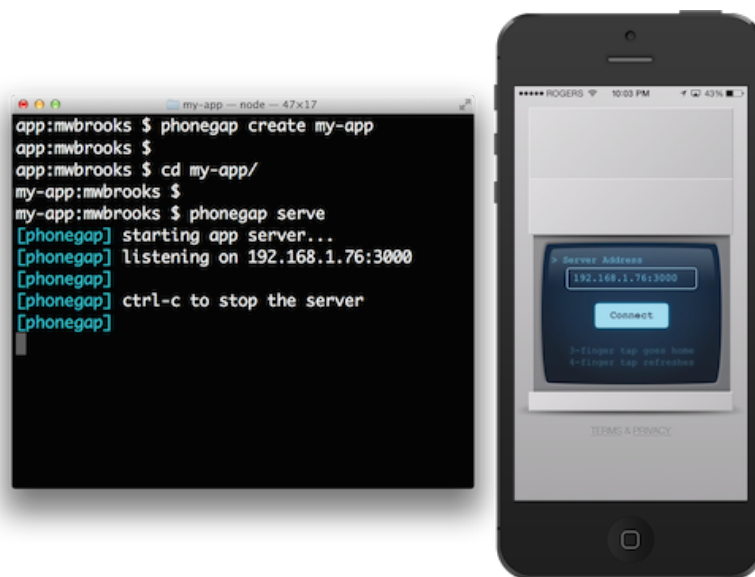 my-app — node — 47×17
app:mwbrooks $ phonegap create my-app
app:mwbrooks $
app:mwbrooks $ cd my-app/
my-app:mwbrooks $
my-app:mwbrooks $ phonegap serve
[phonegap] starting app server...
[phonegap] listening on 192.168.1.76:3000
[phonegap]
[phonegap] ctrl-c to stop the server
[phonegap]
ROGERS 10:03 PM 43%
> Server Address
192.168.1.76:3000
Connect
3-finger tap goes home
4-finger tap refreshes
TERMS & PRIVACY